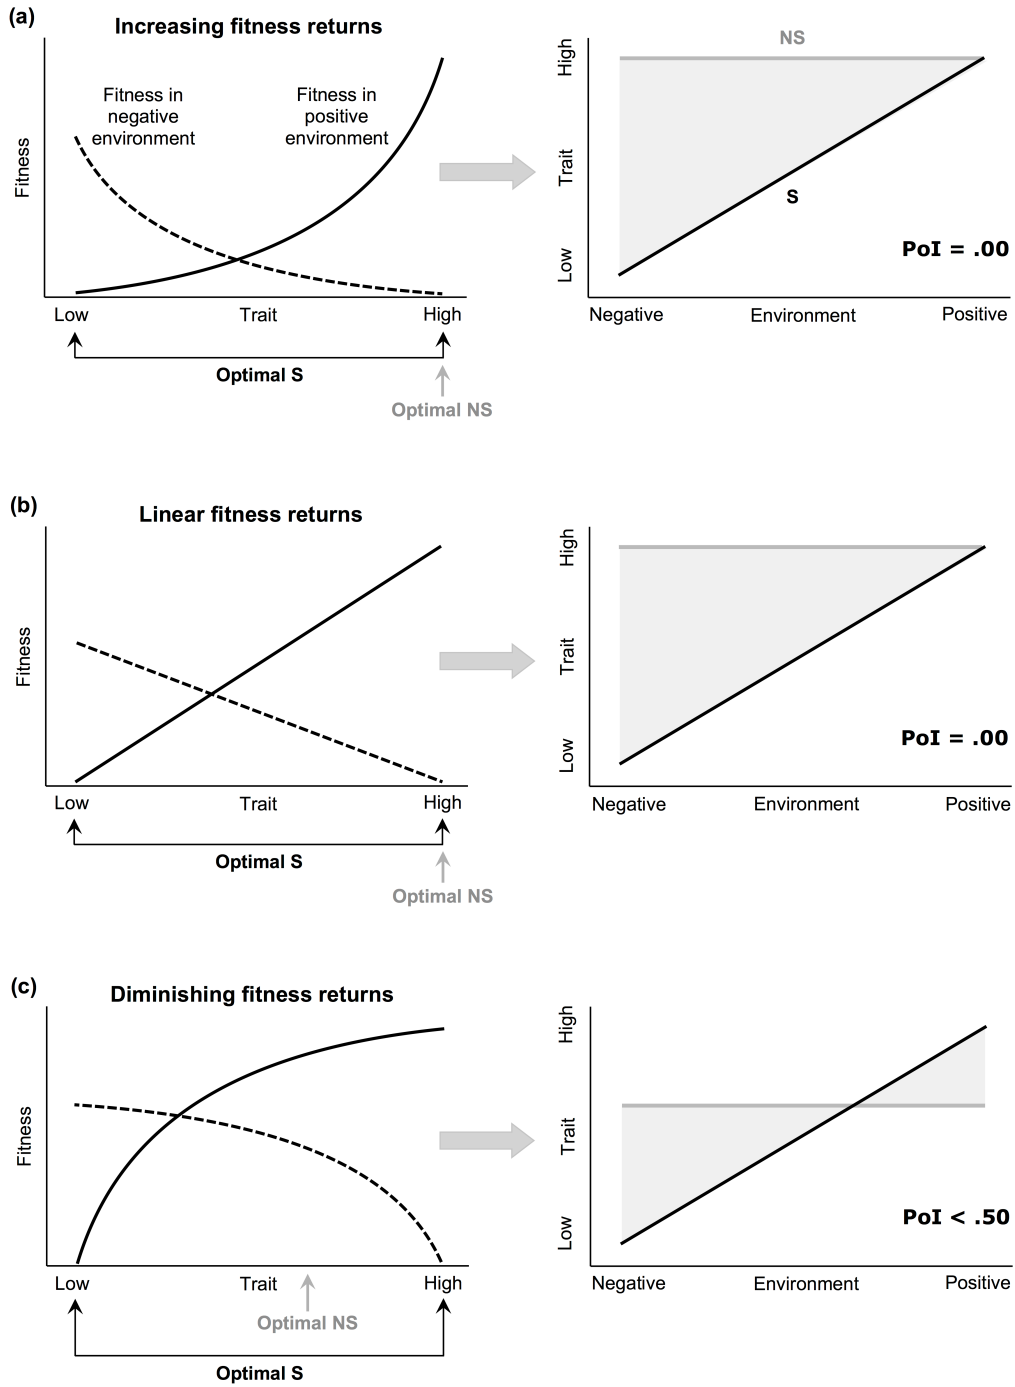 (a)
Increasing fitness returns
Fitness in
negative
environment
Fitness in
positive
environment
Fitness
Low
Trait
High
Optimal S
Optimal NS
NS
S
High
Trait
Low
PoI = .00
Negative
Environment
Positive
(b)
Linear fitness returns
Fitness
Low
Trait
High
Optimal S
Optimal NS
High
Trait
Low
PoI = .00
Negative
Environment
Positive
(c)
Diminishing fitness returns
Fitness
Low
Trait
High
Optimal NS
Optimal S
High
Trait
Low
PoI < .50
Negative
Environment
Positive